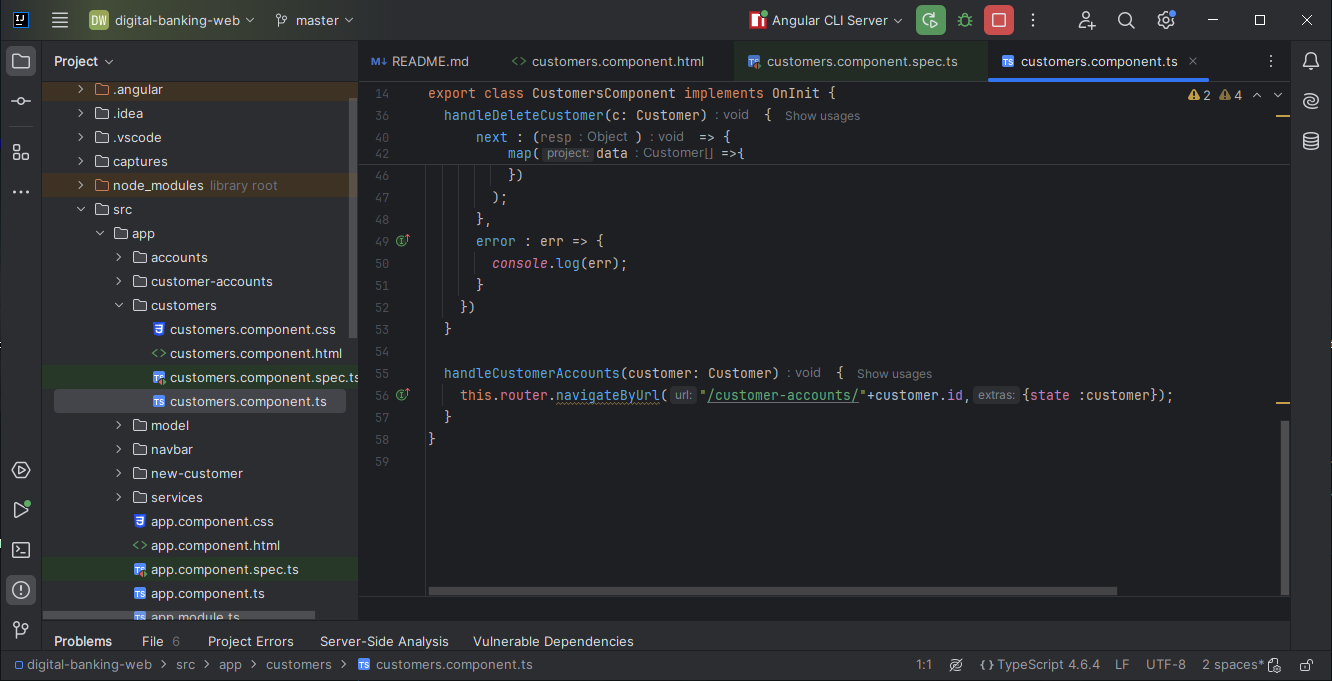 DW digital-banking-web master Angular CLI Server
Project
README.md customers.component.html customers.component.spec.ts customers.component.ts
.angular
.idea
.vscode
captures
node_modules library root
src
app
accounts
customer-accounts
customers
customers.component.css
customers.component.html
customers.component.spec.ts
customers.component.ts
model
navbar
new-customer
services
app.component.css
app.component.html
app.component.spec.ts
app.component.ts
app.module.ts
2 4
14 export class CustomersComponent implements OnInit {
36 handleDeleteCustomer(c: Customer) : void { Show usages
40 next : (resp : Object ) : void => {
42 map( project: data : Customer[] =>{
46 })
47 );
48 },
49 error : err => {
50 console.log(err);
51 }
52 })
53 }
54
55 handleCustomerAccounts(customer: Customer) : void { Show usages
56 this.router.navigateByUrl( url: "/customer-accounts/"+customer.id, extras: {state :customer});
57 }
58 }
59
Problems File 6 Project Errors Server-Side Analysis Vulnerable Dependencies
digital-banking-web > src > app > customers > customers.component.ts 1:1 {} TypeScript 4.6.4 LF UTF-8 2 spaces*